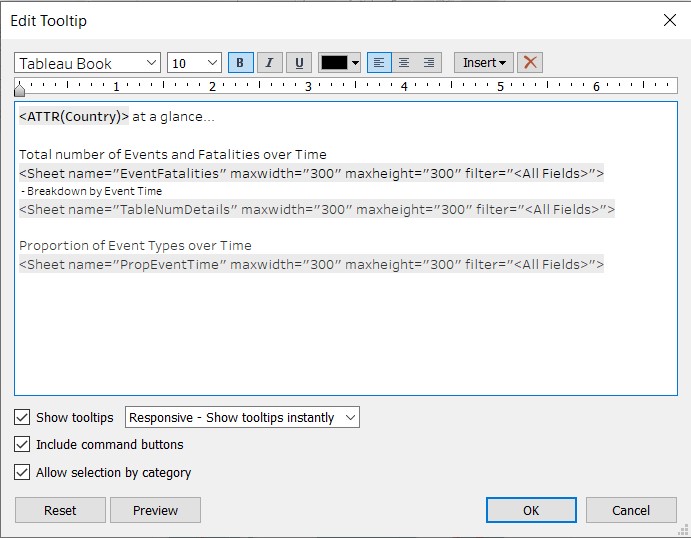 Edit Tooltip
Tableau Book 10 B I U Insert
1 2 3 4 5 6
<ATTR(Country)> at a glance...
Total number of Events and Fatalities over Time
<Sheet name="EventFatalities" maxwidth="300" maxheight="300" filter="<All Fields>">
- Breakdown by Event Time
<Sheet name="TableNumDetails" maxwidth="300" maxheight="300" filter="<All Fields>">
Proportion of Event Types over Time
<Sheet name="PropEventTime" maxwidth="300" maxheight="300" filter="<All Fields>">
Show tooltips Responsive - Show tooltips instantly
Include command buttons
Allow selection by category
Reset Preview OK Cancel